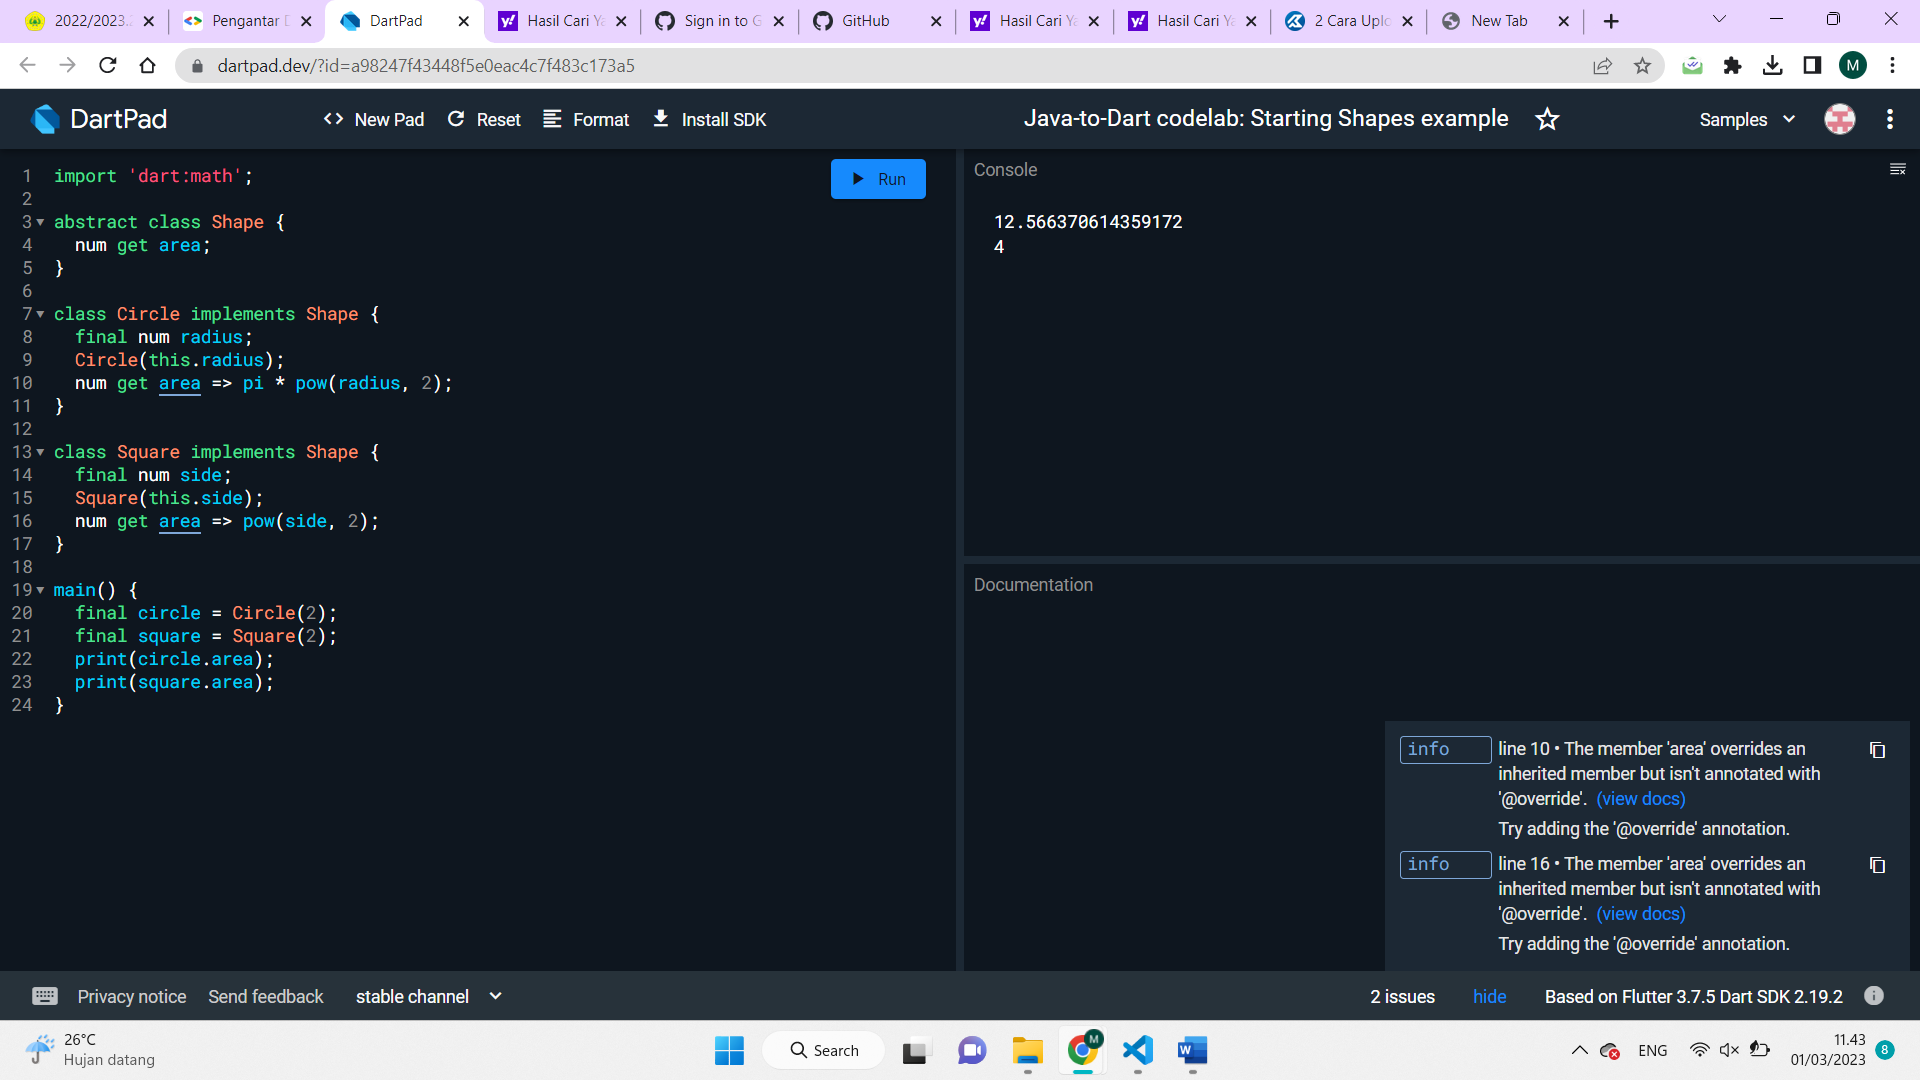 2022/2023.
Pengantar D
DartPad
Hasil Cari Ya
Sign in to G
GitHub
Hasil Cari Ya
Hasil Cari Ya
2 Cara Uplo
New Tab
dartpad.dev/?id=a98247f43448f5e0eac4c7f483c173a5
M
DartPad
New Pad
Reset
Format
Install SDK
Java-to-Dart codelab: Starting Shapes example
Samples
Run
1 import 'dart:math';
2
3 abstract class Shape {
4 num get area;
5 }
6
7 class Circle implements Shape {
8 final num radius;
9 Circle(this.radius);
10 num get area => pi * pow(radius, 2);
11 }
12
13 class Square implements Shape {
14 final num side;
15 Square(this.side);
16 num get area => pow(side, 2);
17 }
18
19 main() {
20 final circle = Circle(2);
21 final square = Square(2);
22 print(circle.area);
23 print(square.area);
24 }
Console
12.566370614359172
4
Documentation
info
line 10 • The member 'area' overrides an
inherited member but isn't annotated with
'@override'. (view docs)
Try adding the '@override' annotation.
info
line 16 • The member 'area' overrides an
inherited member but isn't annotated with
'@override'. (view docs)
Try adding the '@override' annotation.
Privacy notice
Send feedback
stable channel
2 issues
hide
Based on Flutter 3.7.5 Dart SDK 2.19.2
26°C
Hujan datang
Search
M
W
ENG
11.43
01/03/2023
8